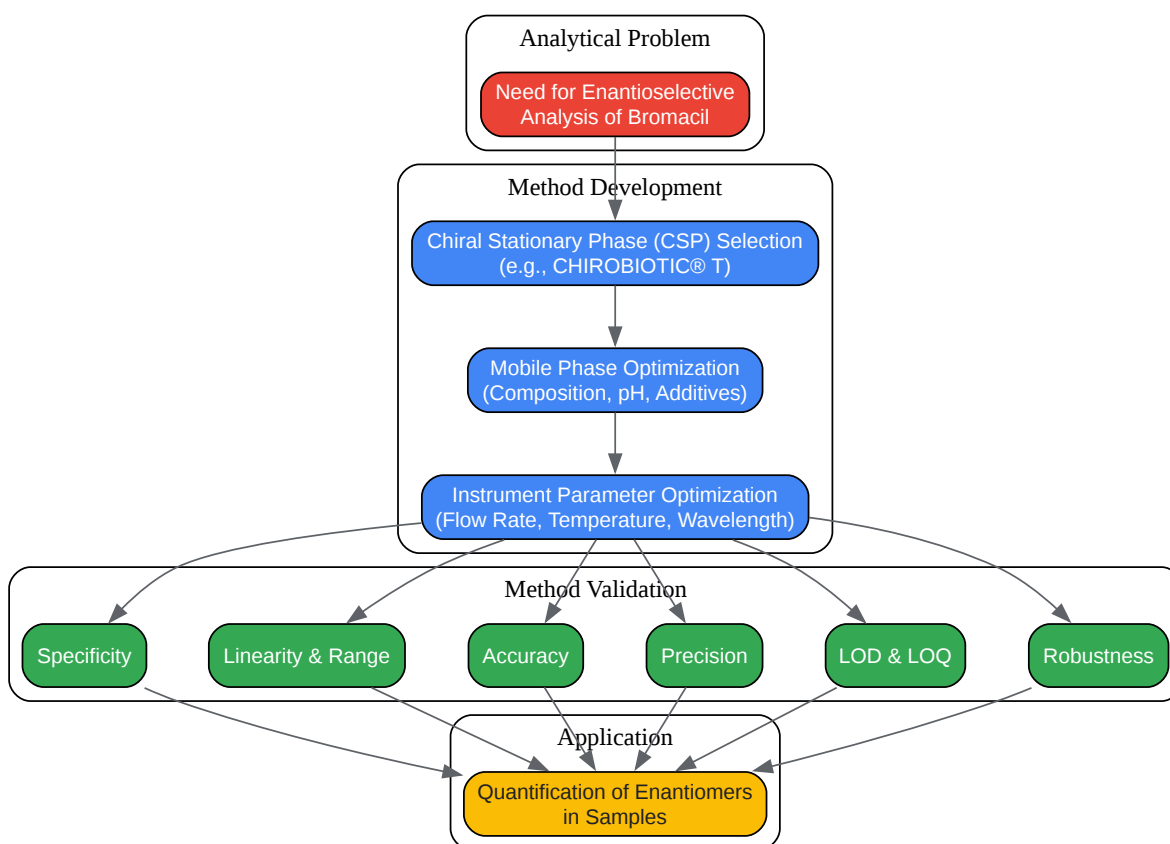 Analytical Problem
Need for Enantioselective
Analysis of Bromacil
Method Development
Chiral Stationary Phase (CSP) Selection
(e.g., CHIROBIOTIC® T)
Mobile Phase Optimization
(Composition, pH, Additives)
Instrument Parameter Optimization
(Flow Rate, Temperature, Wavelength)
Method Validation
Specificity
Linearity & Range
Accuracy
Precision
LOD & LOQ
Robustness
Application
Quantification of Enantiomers
in Samples